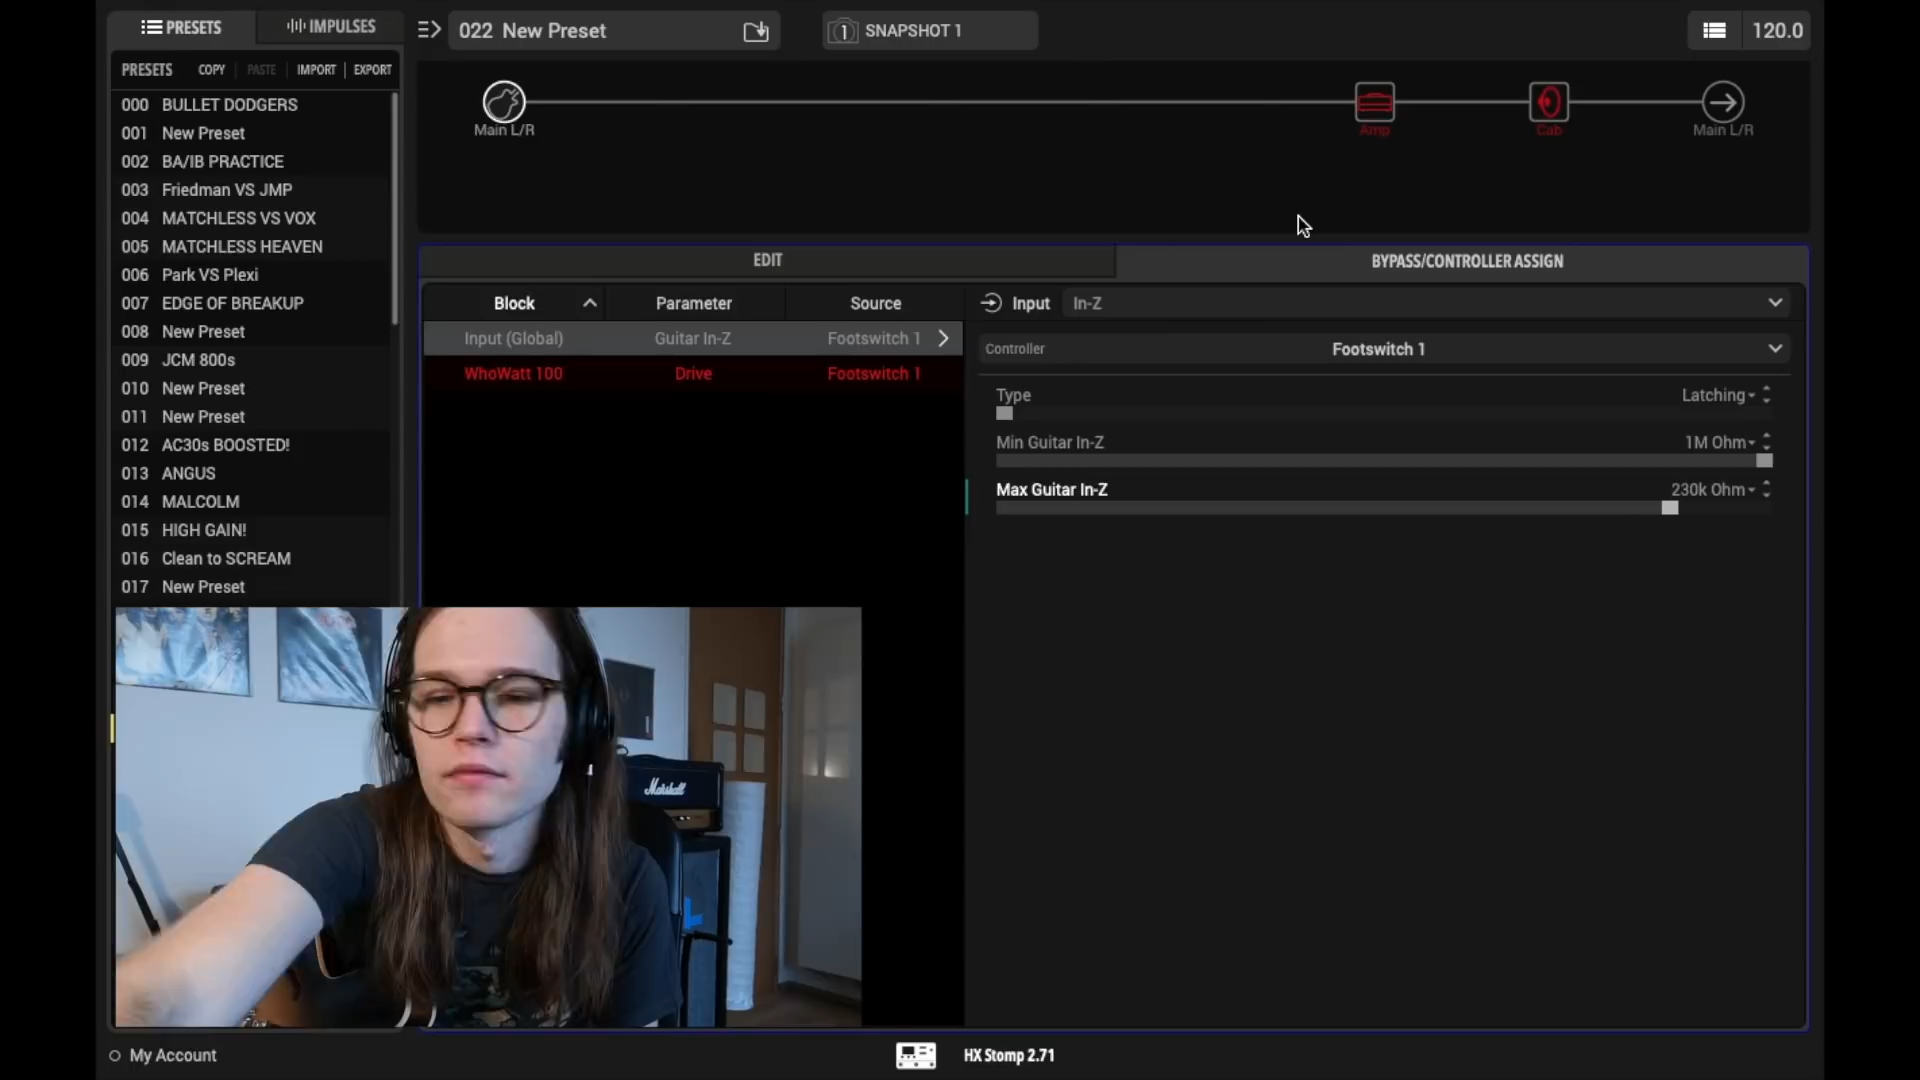 PRESETS
IMPULSES
022 New Preset
1 SNAPSHOT 1
120.0
PRESETS COPY PASTE IMPORT EXPORT
000 BULLET DODGERS
001 New Preset
002 BA/IB PRACTICE
003 Friedman VS JMP
004 MATCHLESS VS VOX
005 MATCHLESS HEAVEN
006 Park VS Plexi
007 EDGE OF BREAKUP
008 New Preset
009 JCM 800s
010 New Preset
011 New Preset
012 AC30s BOOSTED!
013 ANGUS
014 MALCOLM
015 HIGH GAIN!
016 Clean to SCREAM
017 New Preset
Main L/R
Amp
Cab
Main L/R
EDIT
BYPASS/CONTROLLER ASSIGN
Block Parameter Source
Input (Global) Guitar In-Z Footswitch 1
WhoWatt 100 Drive Footswitch 1
Input In-Z
Controller Footswitch 1
Type Latching
Min Guitar In-Z 1M Ohm
Max Guitar In-Z 230k Ohm
Marshall
My Account
HX Stomp 2.71